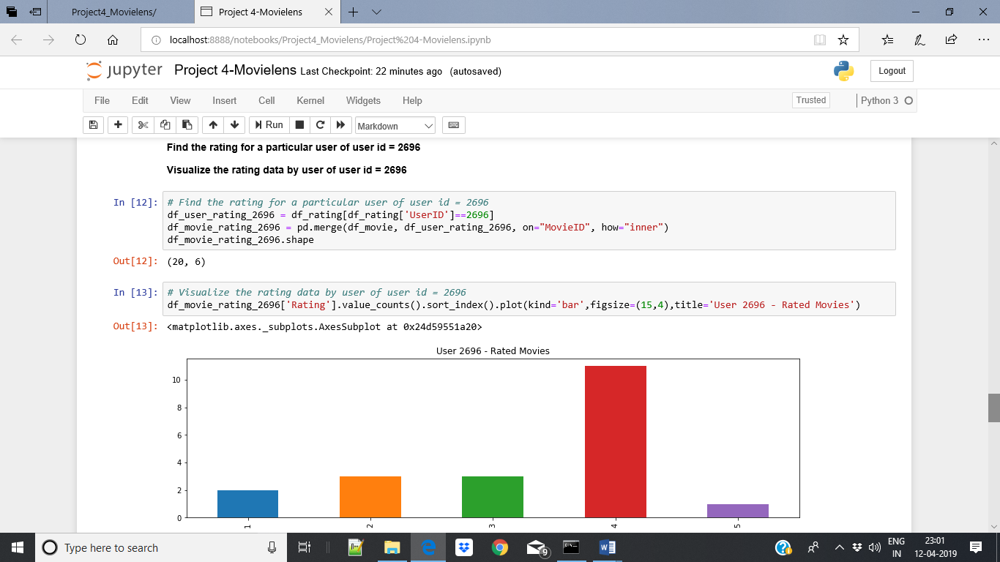 Project4_Movielens/
Project 4-Movielens
localhost:8888/notebooks/Project4_Movielens/Project%204-Movielens.ipynb
jupyter Project 4-Movielens Last Checkpoint: 22 minutes ago (autosaved)
Logout
File Edit View Insert Cell Kernel Widgets Help
Trusted
Python 3
Run
Markdown
Find the rating for a particular user of user id = 2696
Visualize the rating data by user of user id = 2696
In [12]:
# Find the rating for a particular user of user id = 2696
df_user_rating_2696 = df_rating[df_rating['UserID']==2696]
df_movie_rating_2696 = pd.merge(df_movie, df_user_rating_2696, on="MovieID", how="inner")
df_movie_rating_2696.shape
Out[12]: (20, 6)
In [13]:
# Visualize the rating data by user of user id = 2696
df_movie_rating_2696['Rating'].value_counts().sort_index().plot(kind='bar',figsize=(15,4),title='User 2696 - Rated Movies')
Out[13]: <matplotlib.axes._subplots.AxesSubplot at 0x24d59551a20>
User 2696 - Rated Movies
10
8
6
4
2
0
1 2 3 4 5
Type here to search
9
ENG
IN
23:01
12-04-2019